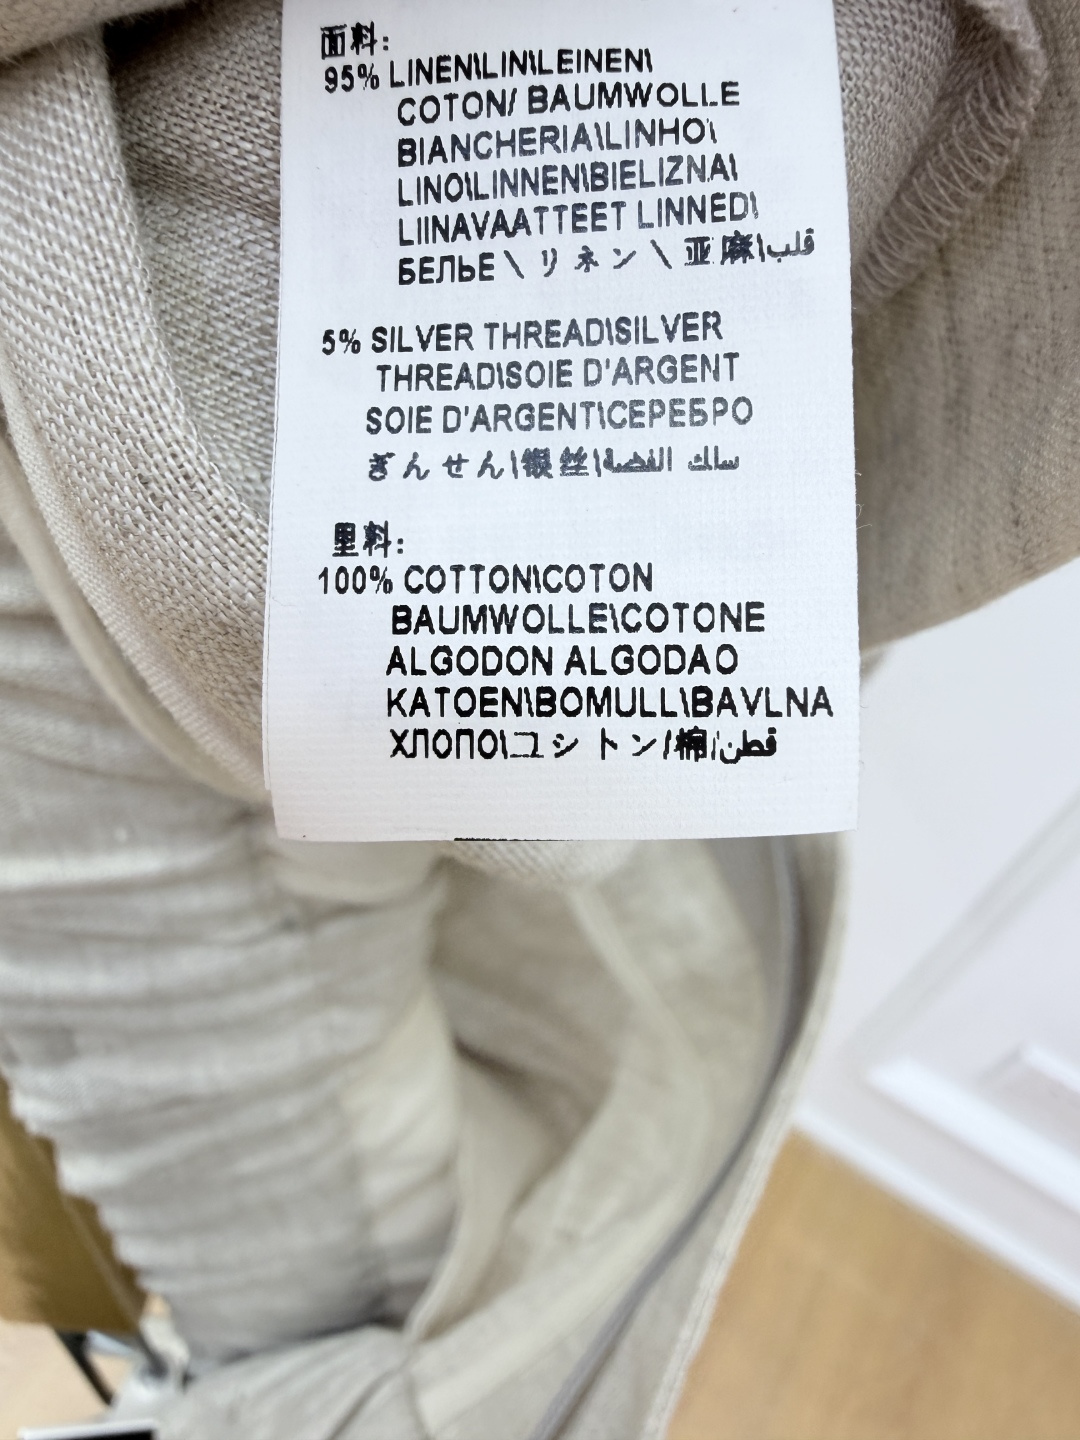 面料:
95% LINEN\LIN\LEINEN\
COTON/ BAUMWOLLE
BIANCHERIA\LINHO\
LINO\LINNEN\BIELIZNA\
LIINAVAATTEET LINNED\
БЕЛЬЕ\リネン\亚麻\قلب
5% SILVER THREAD\SILVER
THREAD\SOIE D'ARGENT
SOIE D'ARGENT\СЕРЕБРО
ぎんせん\银丝\سلك الفضة
里料:
100% COTTON\COTON
BAUMWOLLE\COTONE
ALGODON ALGODAO
KATOEN\BOMULL\BAVLNA
ХЛОПО\コットン/棉/قطن